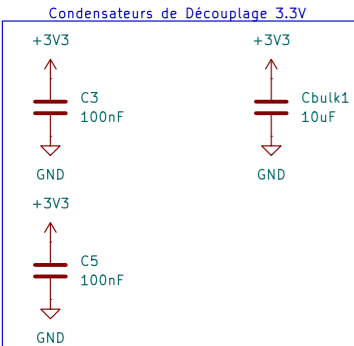 Condensateurs de Découplage 3.3V
+3V3
C3
100nF
GND
+3V3
Cbulk1
10uF
GND
+3V3
C5
100nF
GND